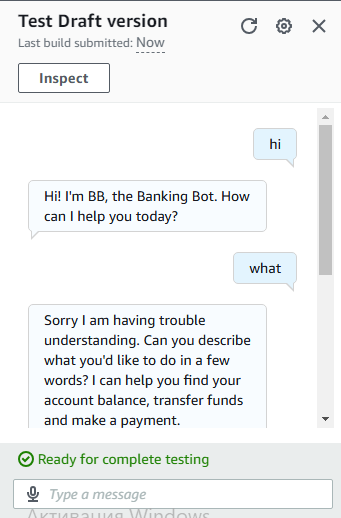 Test Draft version
Last build submitted: Now
Inspect
hi
Hi! I'm BB, the Banking Bot. How
can I help you today?
what
Sorry I am having trouble
understanding. Can you describe
what you'd like to do in a few
words? I can help you find your
account balance, transfer funds
and make a payment.
Ready for complete testing
Type a message
Активация Windows